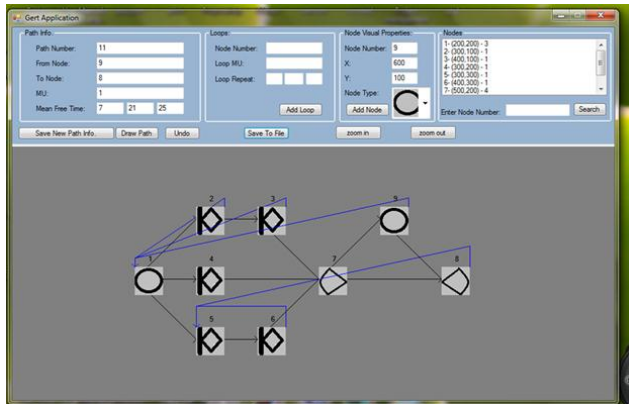 Gert Application
Path Info.
Path Number: 11
From Node: 9
To Node: 8
MU: 1
Mean Free Time: 7 21 25
Loops:
Node Number:
Loop MU:
Loop Repeat:
Add Loop
Node Visual Properties:
Node Number: 9
X: 600
Y: 100
Node Type:
Add Node
Nodes
1- (200,200) - 3
2- (300,100) - 1
3- (400,100) - 1
4- (300,200) - 1
5- (300,300) - 1
6- (400,300) - 1
7- (500,200) - 4
Enter Node Number:
Search
Save New Path Info.
Draw Path
Undo
Save To File
zoom in
zoom out
2
3
9
1
4
7
8
5
6